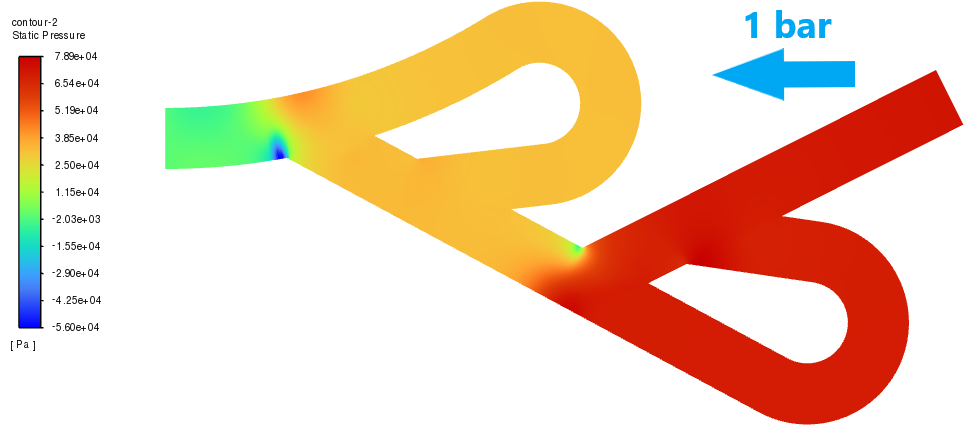 contour-2
Static Pressure
7.89e+04
6.54e+04
5.19e+04
3.85e+04
2.50e+04
1.15e+04
-2.03e+03
-1.55e+04
-2.90e+04
-4.25e+04
-5.60e+04
[ Pa ]
1 bar